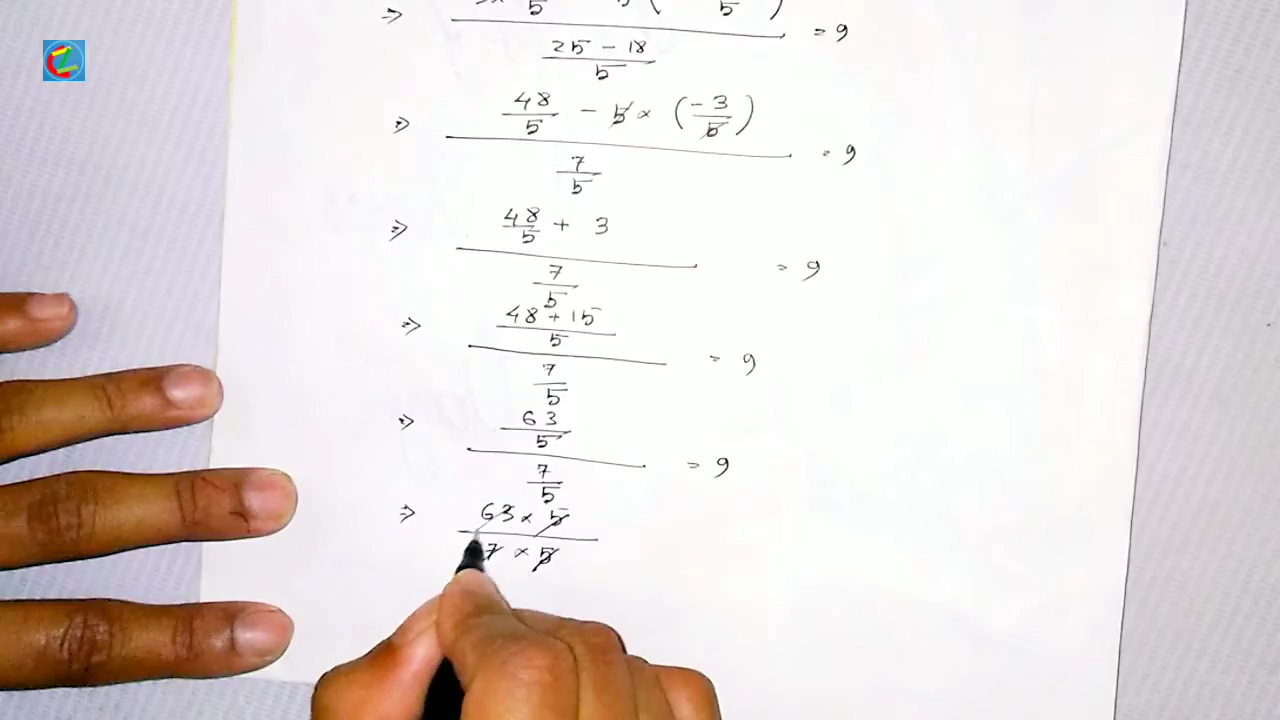 ⇒ = 9
25 - 18
5
⇒ 48/5 - 5 × (-3/5) = 9
7/5
⇒ 48/5 + 3 = 9
7/5
⇒ 48 + 15 = 9
5
7/5
⇒ 63/5 = 9
7/5
⇒ 63 × 5
7 × 5